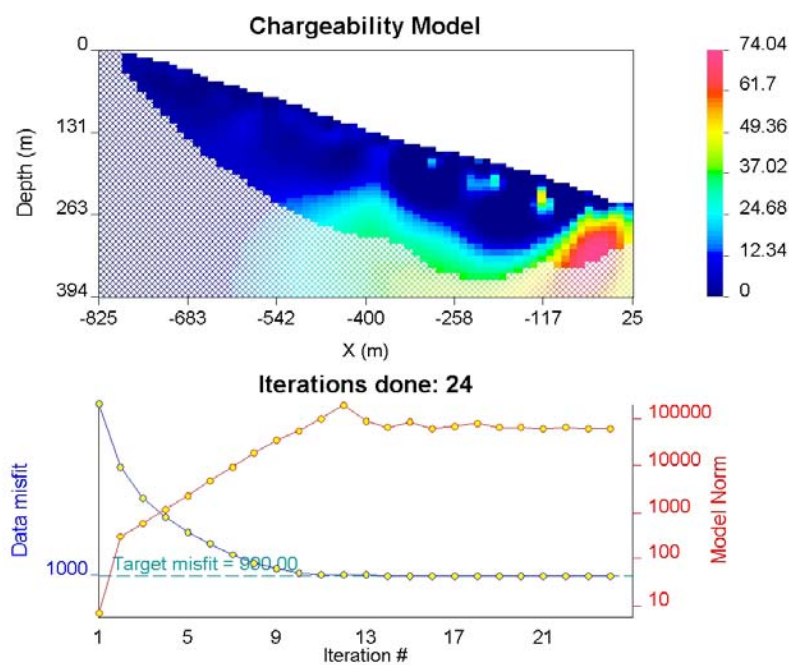 Chargeability Model
Depth (m)
0
131
263
394
-825 -683 -542 -400 -258 -117 25
X (m)
74.04
61.7
49.36
37.02
24.68
12.34
0
Iterations done: 24
Data misfit
1000
Target misfit = 900.00
100000
10000
1000
100
10
Model Norm
1 5 9 13 17 21
Iteration #